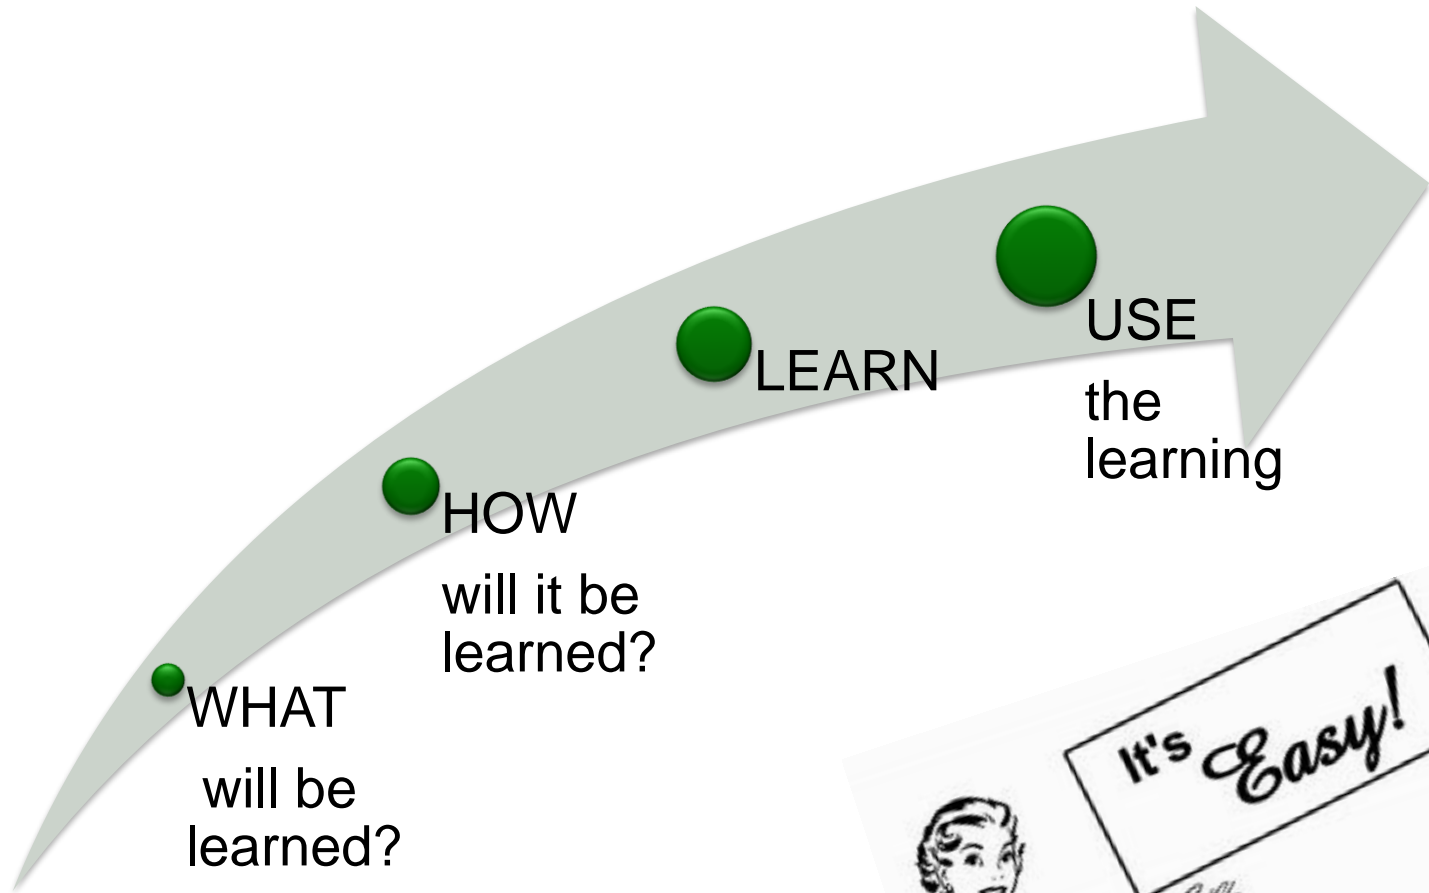 WHAT
will be
learned?
HOW
will it be
learned?
LEARN
USE
the
learning
It's Easy!